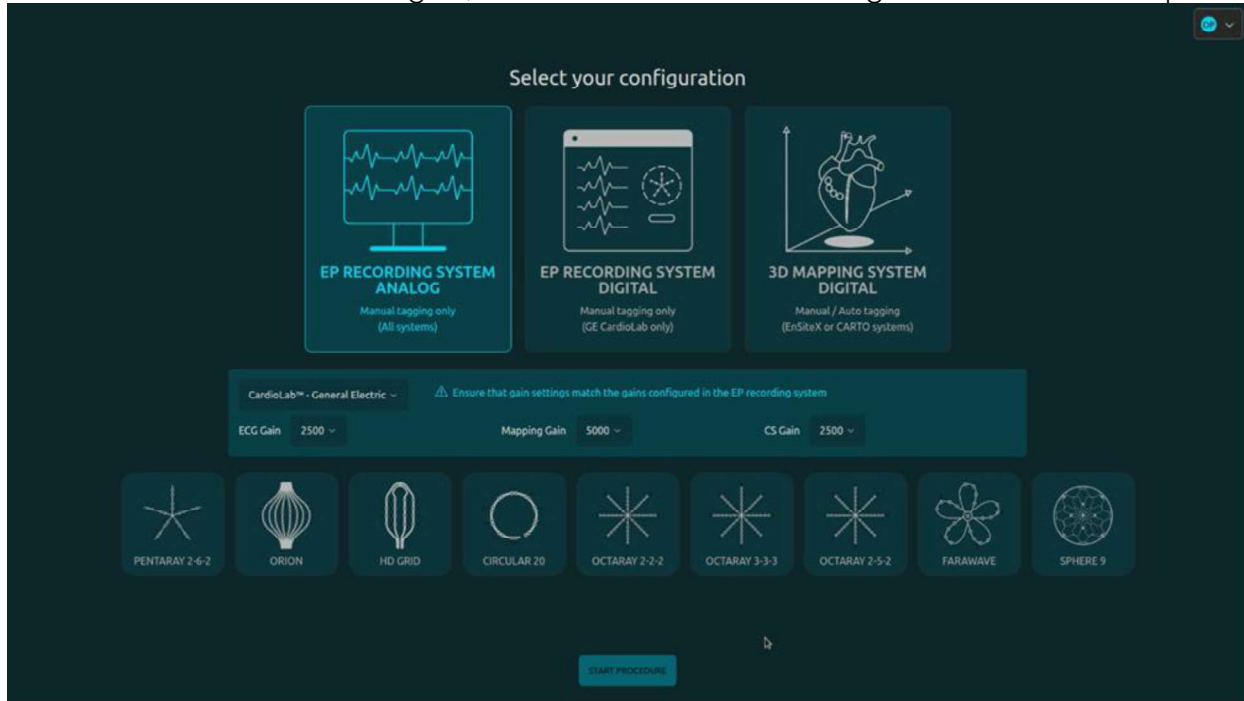 OP
Select your configuration
EP RECORDING SYSTEM
ANALOG
Manual tagging only
(All systems)
EP RECORDING SYSTEM
DIGITAL
Manual tagging only
(GE CardioLab only)
3D MAPPING SYSTEM
DIGITAL
Manual / Auto tagging
(EnSiteX or CARTO systems)
CardioLab™ - General Electric
Ensure that gain settings match the gains configured in the EP recording system
ECG Gain 2500
Mapping Gain 5000
CS Gain 2500
PENTARAY 2-6-2
ORION
HD GRID
CIRCULAR 20
OCTARAY 2-2-2
OCTARAY 3-3-3
OCTARAY 2-5-2
FARAWAVE
SPHERE 9
START PROCEDURE